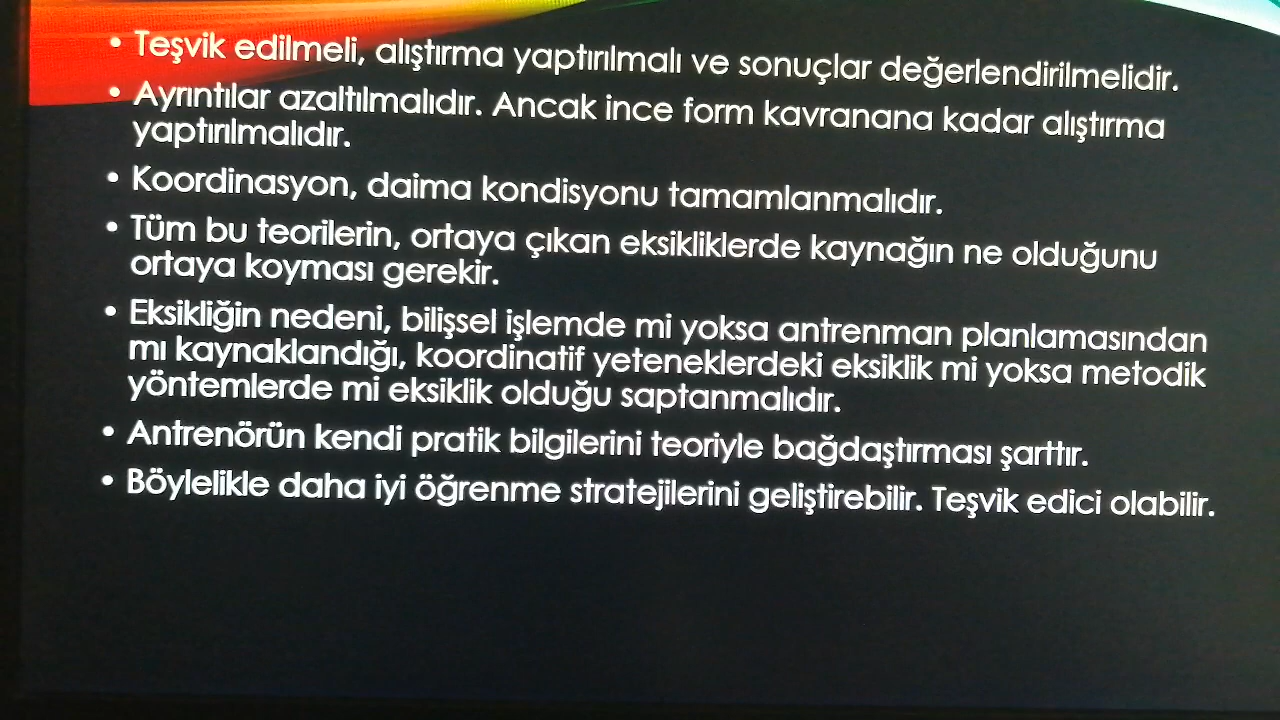 • Teşvik edilmeli, alıştırma yaptırılmalı ve sonuçlar değerlendirilmelidir.
• Ayrıntılar azaltılmalıdır. Ancak ince form kavranana kadar alıştırma
yaptırılmalıdır.
• Koordinasyon, daima kondisyonu tamamlanmalıdır.
• Tüm bu teorilerin, ortaya çıkan eksikliklerde kaynağın ne olduğunu
ortaya koyması gerekir.
• Eksikliğin nedeni, bilişsel işlemde mi yoksa antrenman planlamasından
mı kaynaklandığı, koordinatif yeteneklerdeki eksiklik mi yoksa metodik
yöntemlerde mi eksiklik olduğu saptanmalıdır.
• Antrenörün kendi pratik bilgilerini teoriyle bağdaştırması şarttır.
• Böylelikle daha iyi öğrenme stratejilerini geliştirebilir. Teşvik edici olabilir.